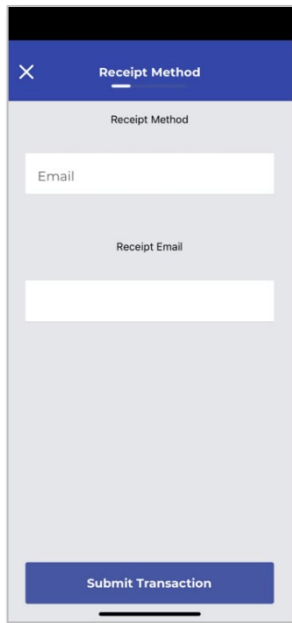 Receipt Method
Receipt Method
Email
Receipt Email
Submit Transaction